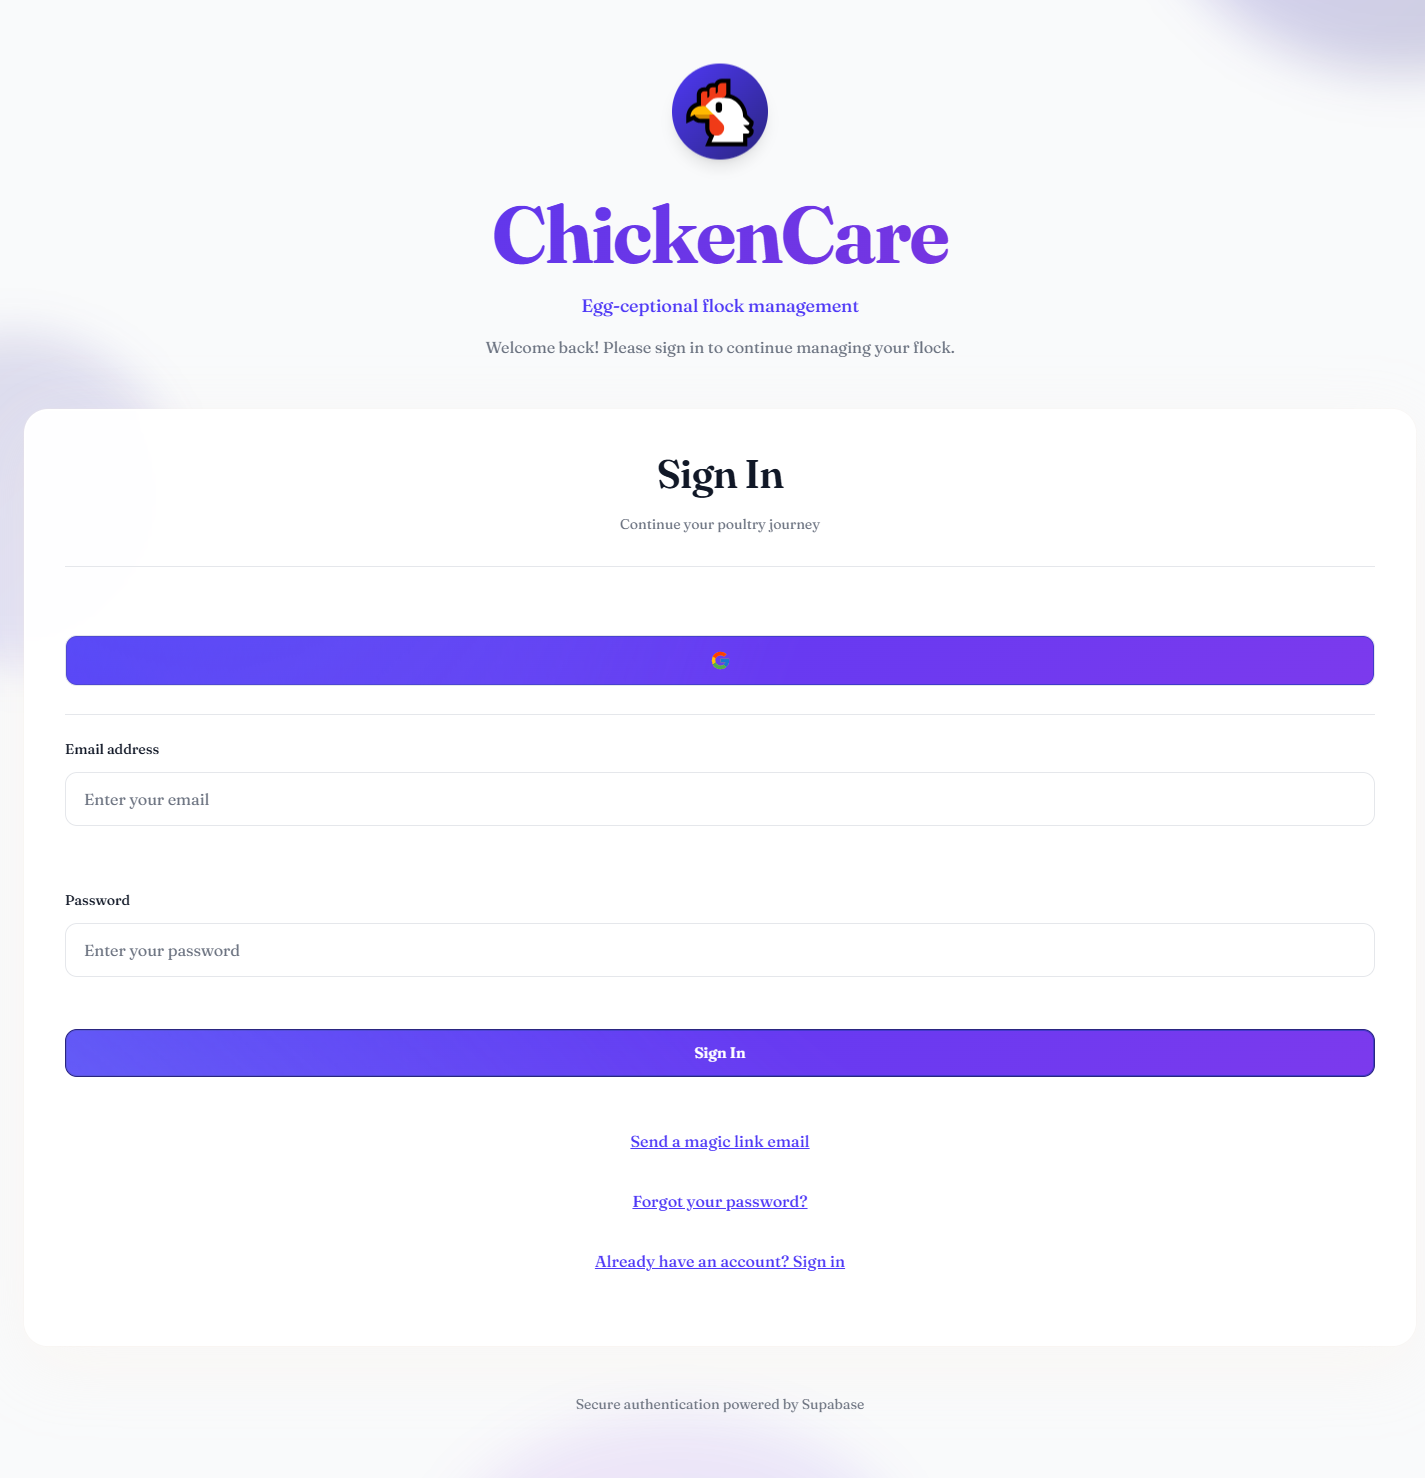 ChickenCare
Egg-ceptional flock management
Welcome back! Please sign in to continue managing your flock.
Sign In
Continue your poultry journey
Email address
Enter your email
Password
Enter your password
Sign In
Send a magic link email
Forgot your password?
Already have an account? Sign in
Secure authentication powered by Supabase